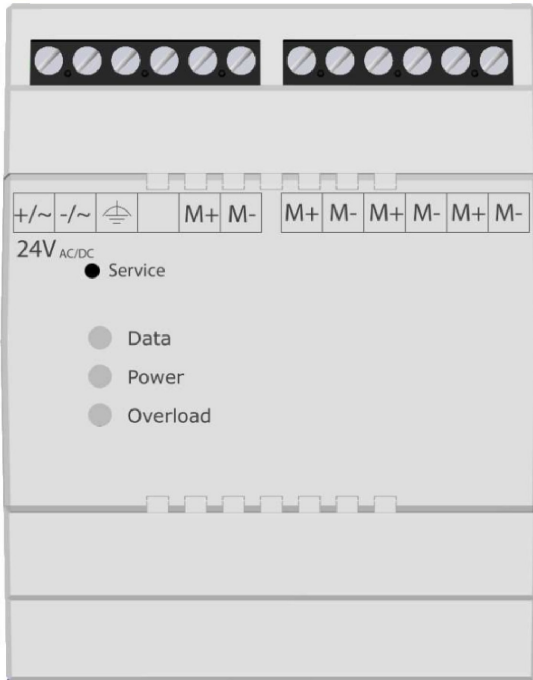 +/~ -/~ M+ M- M+ M- M+ M- M+ M-
24V AC/DC
Service
Data
Power
Overload